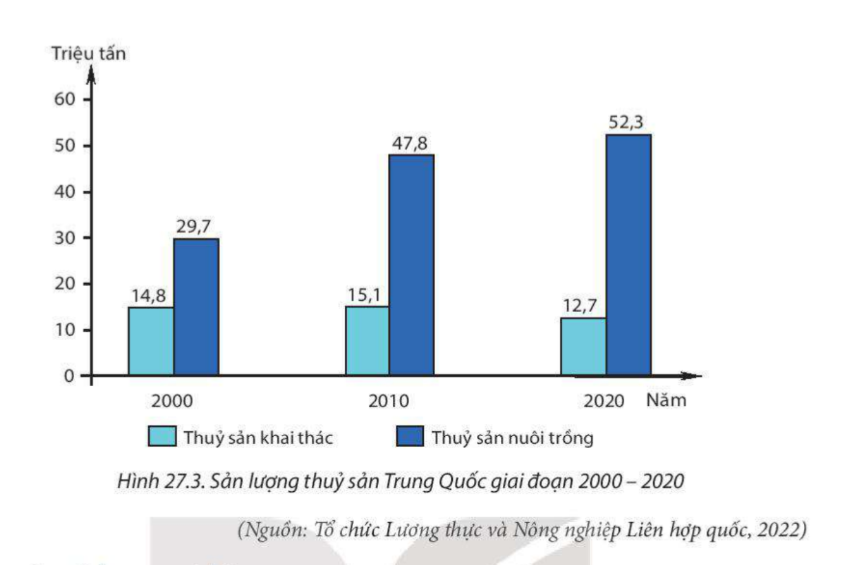 Triệu tấn
60
50
40
30
20
10
0
14,8
29,7
15,1
47,8
12,7
52,3
2000
2010
2020
Năm
Thuỷ sản khai thác
Thuỷ sản nuôi trồng
Hình 27.3. Sản lượng thuỷ sản Trung Quốc giai đoạn 2000 – 2020
(Nguồn: Tổ chức Lương thực và Nông nghiệp Liên hợp quốc, 2022)